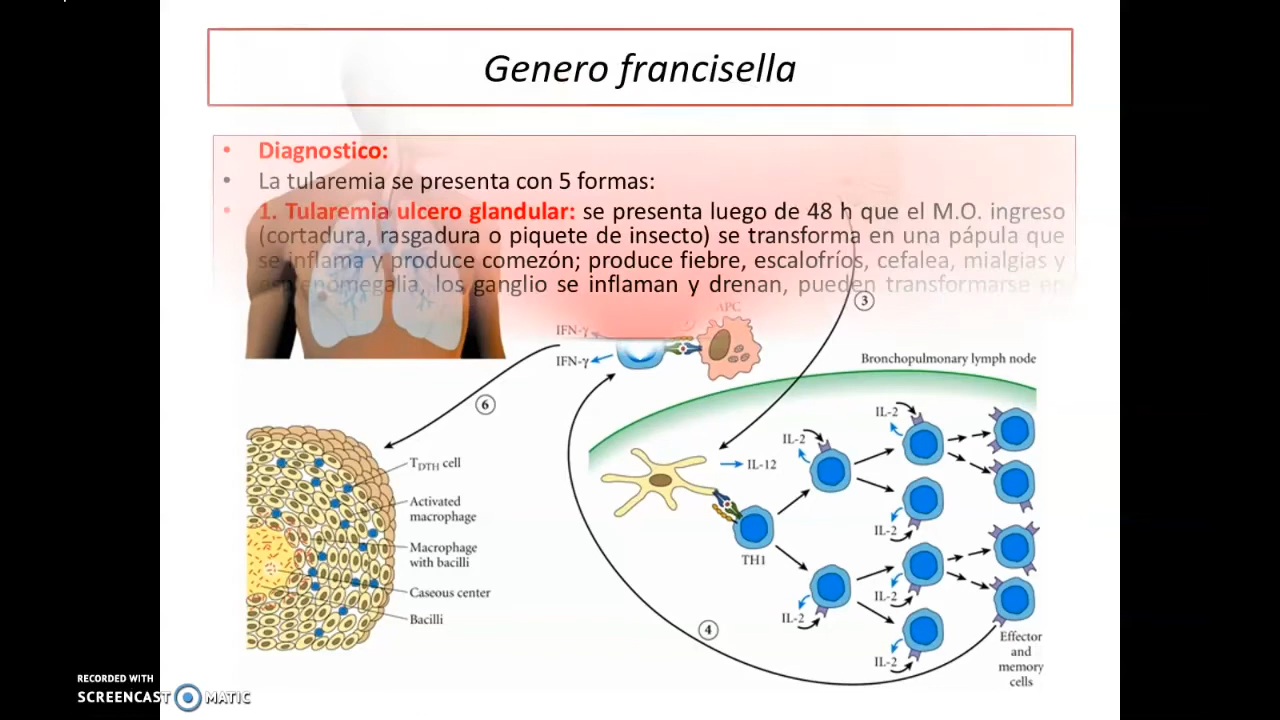 Genero francisella
• Diagnostico:
• La tularemia se presenta con 5 formas:
• 1. Tularemia ulcero glandular: se presenta luego de 48 h que el M.O. ingreso
(cortadura, rasgadura o piquete de insecto) se transforma en una pápula que
se inflama y produce comezón; produce fiebre, escalofríos, cefalea, mialgias y
esplenomegalia, los ganglio se inflaman y drenan, pueden transformarse en
APC
3
IFN-γ
IFN-γ
Bronchopulmonary lymph node
6
IL-2
IL-2
TDTH cell
IL-12
Activated
macrophage
IL-2
Macrophage
with bacilli
TH1
Caseous center
IL-2
Bacilli
IL-2
4
Effector
and
memory
cells
IL-2
RECORDED WITH
SCREENCAST MATIC